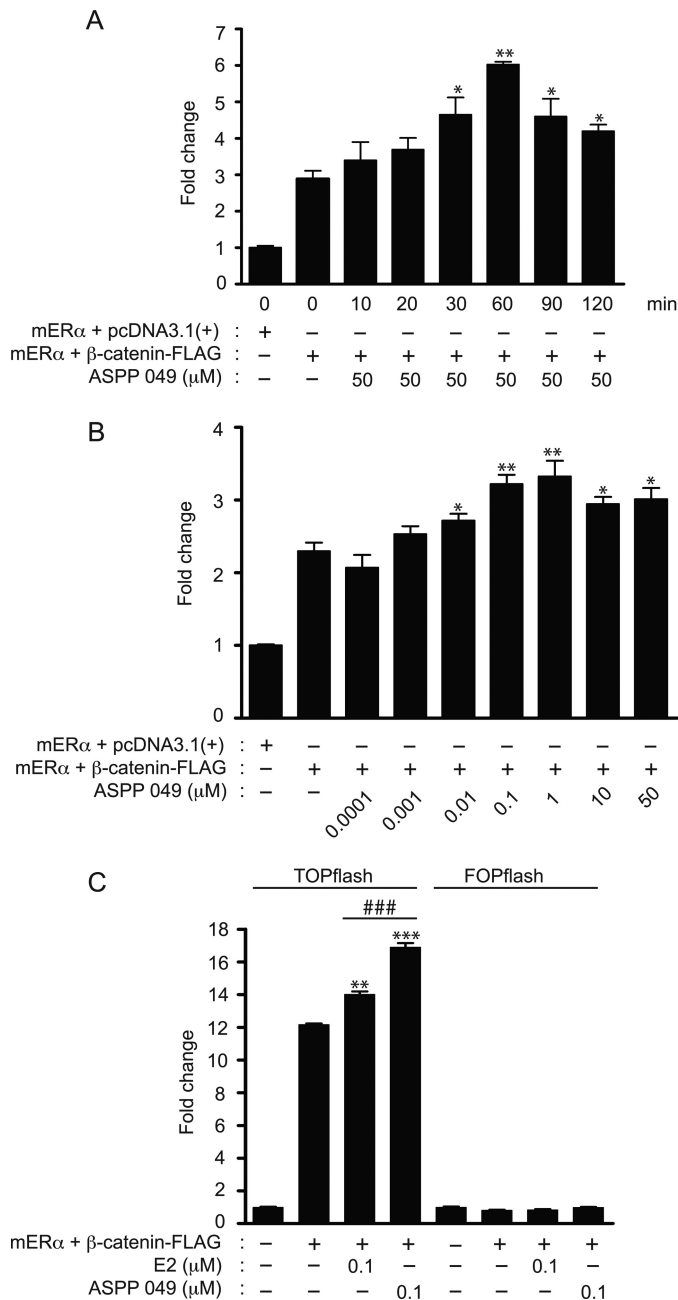 A
Fold change
7
6
5
4
3
2
1
0
* ** * *
0 0 10 20 30 60 90 120 min
mERα + pcDNA3.1(+) : + – – – – – – –
mERα + β-catenin-FLAG : – + + + + + + +
ASPP 049 (μM) : – – 50 50 50 50 50 50
B
Fold change
4
3
2
1
0
* ** ** * *
mERα + pcDNA3.1(+) : + – – – – – – – –
mERα + β-catenin-FLAG : – + + + + + + + +
ASPP 049 (μM) : – – 0.0001 0.001 0.01 0.1 1 10 50
C
TOPflash FOPflash
###
** ***
Fold change
18
16
14
12
10
8
6
4
2
0
mERα + β-catenin-FLAG : – + + + – + + +
E2 (μM) : – – 0.1 – – – 0.1 –
ASPP 049 (μM) : – – – 0.1 – – – 0.1